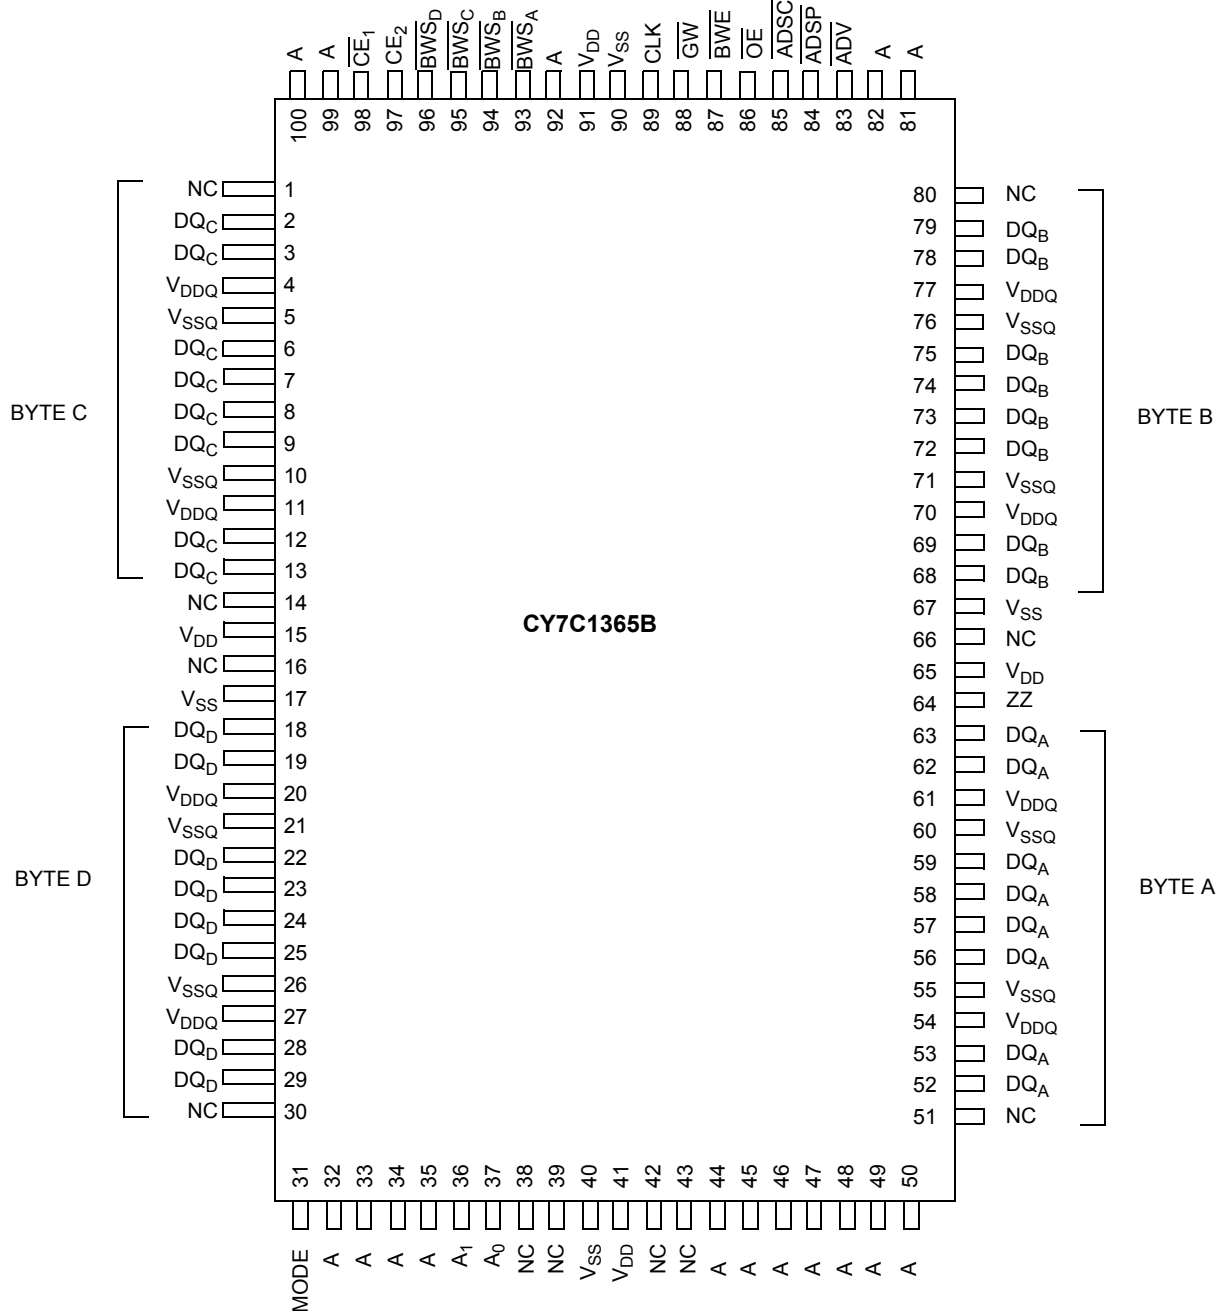 A A CE1 CE2 BWSD BWSC BWSB BWSA A VDD VSS CLK GW BWE OE ADSC ADSP ADV A A
100 99 98 97 96 95 94 93 92 91 90 89 88 87 86 85 84 83 82 81
NC 1
DQC 2
DQC 3
VDDQ 4
VSSQ 5
DQC 6
DQC 7
DQC 8
DQC 9
VSSQ 10
VDDQ 11
DQC 12
DQC 13
NC 14
VDD 15
NC 16
VSS 17
DQD 18
DQD 19
VDDQ 20
VSSQ 21
DQD 22
DQD 23
DQD 24
DQD 25
VSSQ 26
VDDQ 27
DQD 28
DQD 29
NC 30
BYTE C
BYTE D
CY7C1365B
80 NC
79 DQB
78 DQB
77 VDDQ
76 VSSQ
75 DQB
74 DQB
73 DQB
72 DQB
71 VSSQ
70 VDDQ
69 DQB
68 DQB
67 VSS
66 NC
65 VDD
64 ZZ
63 DQA
62 DQA
61 VDDQ
60 VSSQ
59 DQA
58 DQA
57 DQA
56 DQA
55 VSSQ
54 VDDQ
53 DQA
52 DQA
51 NC
BYTE B
BYTE A
31 32 33 34 35 36 37 38 39 40 41 42 43 44 45 46 47 48 49 50
MODE A A A A A1 A0 NC NC VSS VDD NC NC A A A A A A A